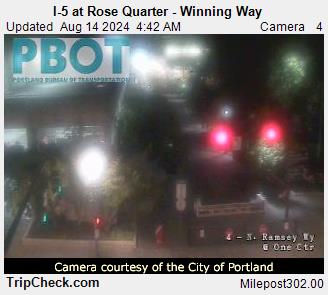 I-5 at Rose Quarter - Winning Way
Updated Aug 14 2024 4:42 AM Camera 4
PBOT
PORTLAND BUREAU OF TRANSPORTATION
4 - N. Ramsey Wy
@ One Ctr
Camera courtesy of the City of Portland
TripCheck.com Milepost302.00